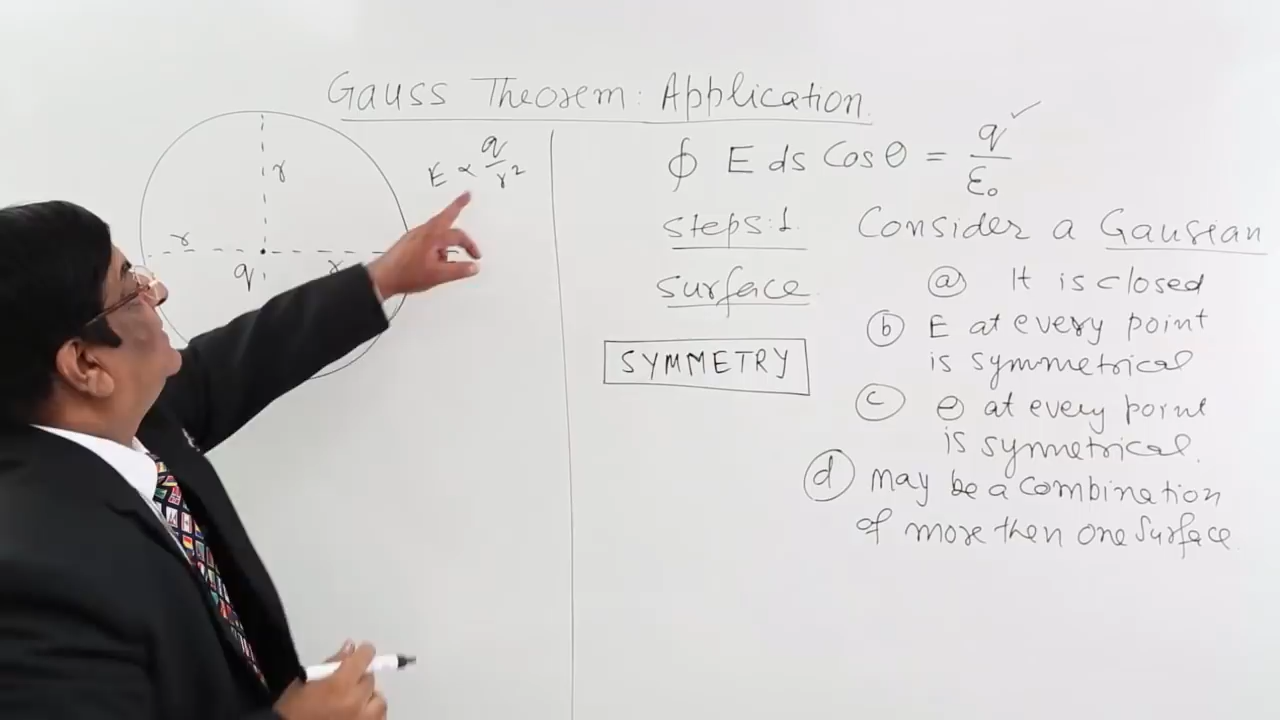 Gauss Theorem: Application.
r
E ∝ q/r²
r
q
r
∮ E ds Cos θ = q/ε₀ ✓
Steps: 1. Consider a Gausian
surface
(a) It is closed
(b) E at every point
is symmetrical
SYMMETRY
(c) θ at every point
is symmetrical.
(d) may be a combination
of more then one surface.